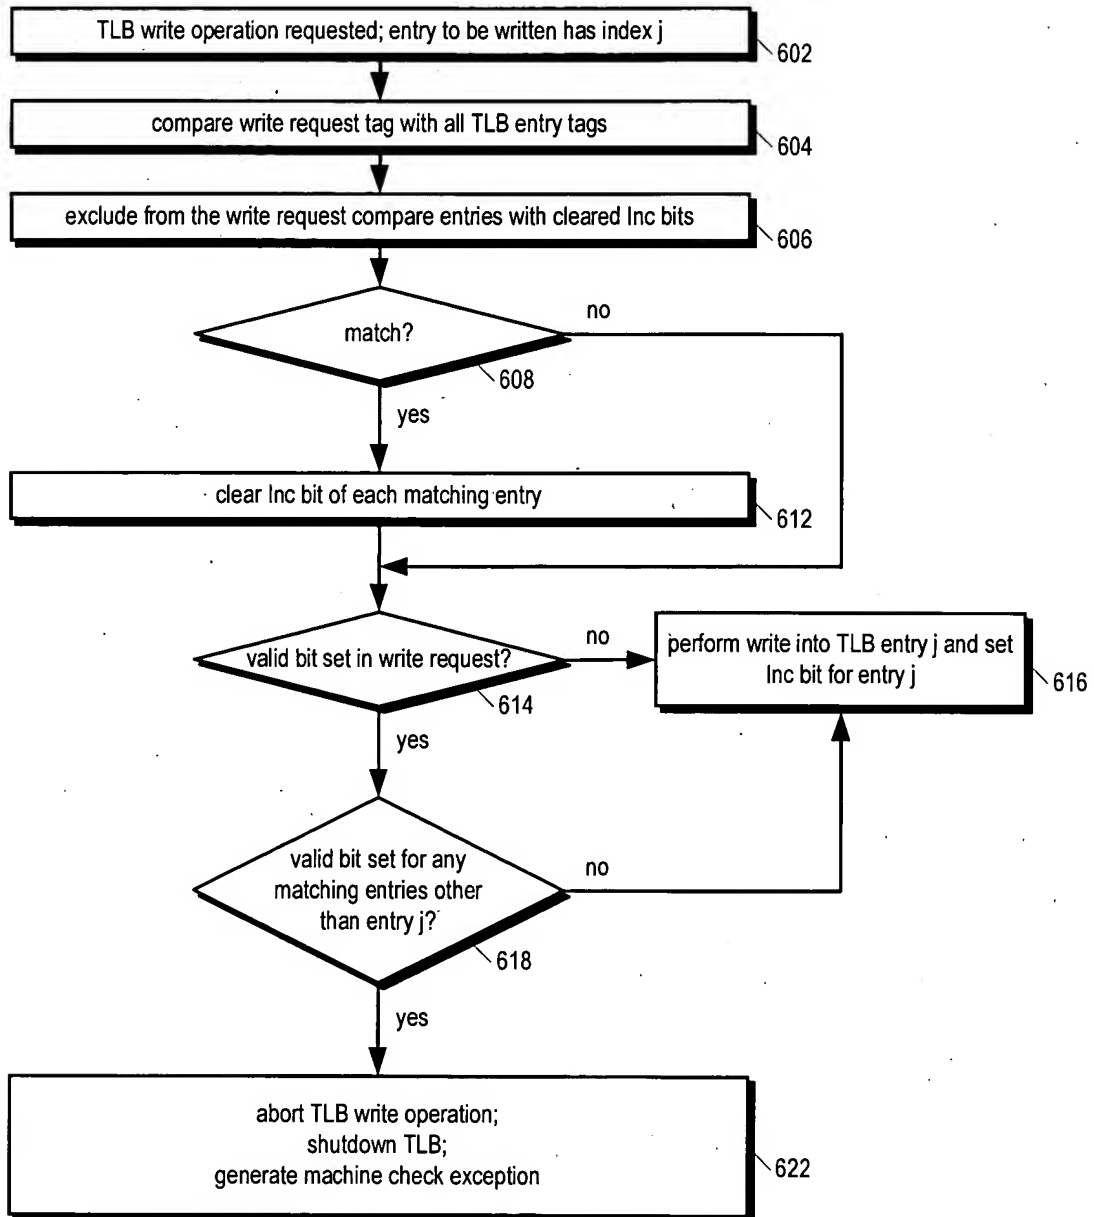 TLB write operation requested; entry to be written has index j
602
compare write request tag with all TLB entry tags
604
exclude from the write request compare entries with cleared Inc bits
606
match?
no
608
yes
clear Inc bit of each matching entry
612
valid bit set in write request?
no
614
perform write into TLB entry j and set
Inc bit for entry j
616
yes
valid bit set for any
matching entries other
than entry j?
no
618
yes
abort TLB write operation;
shutdown TLB;
generate machine check exception
622